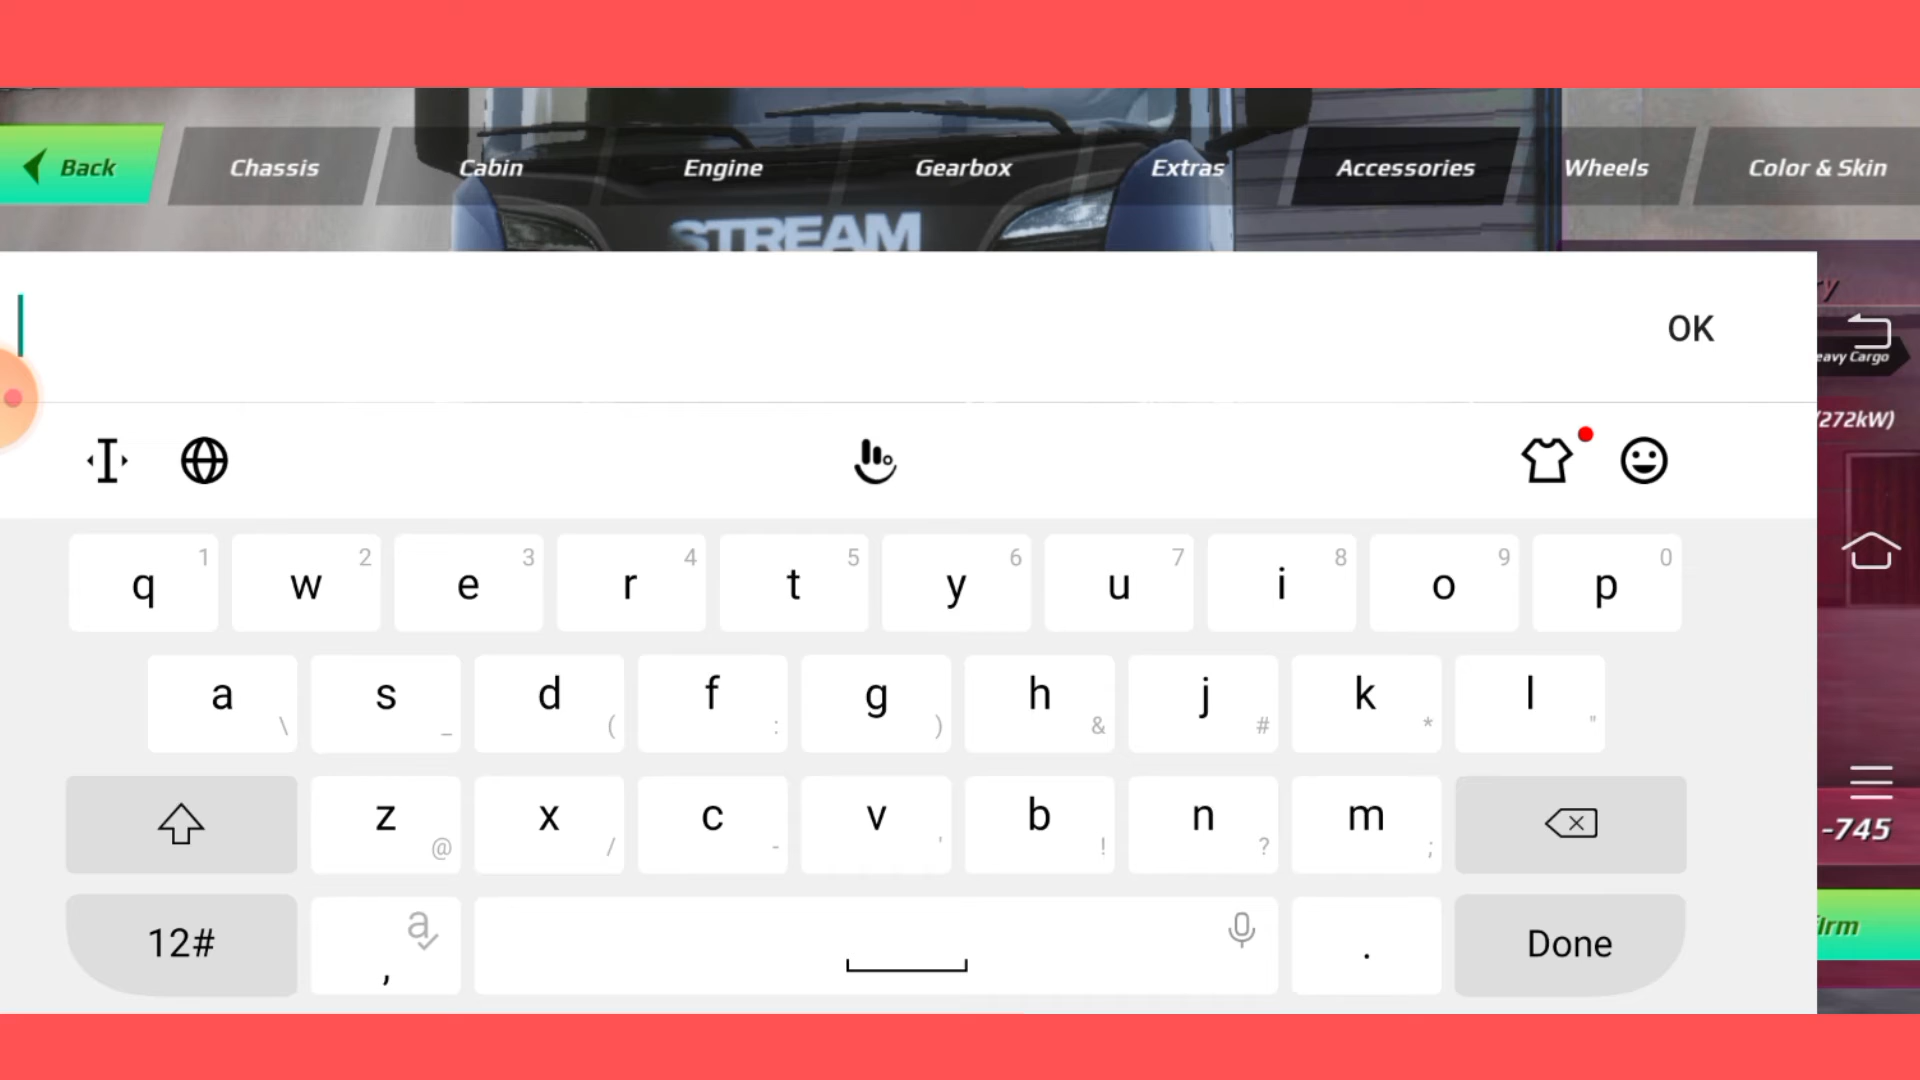 Back Chassis Cabin Engine Gearbox Extras Accessories Wheels Color & Skin
STREAM
OK
eavy Cargo
(272kW)
q 1 w 2 e 3 r 4 t 5 y 6 u 7 i 8 o 9 p 0
a \ s _ d ( f : g ) h & j # k * l "
z @ x / c - v ' b ! n ? m ;
-745
irm
12# , a . Done